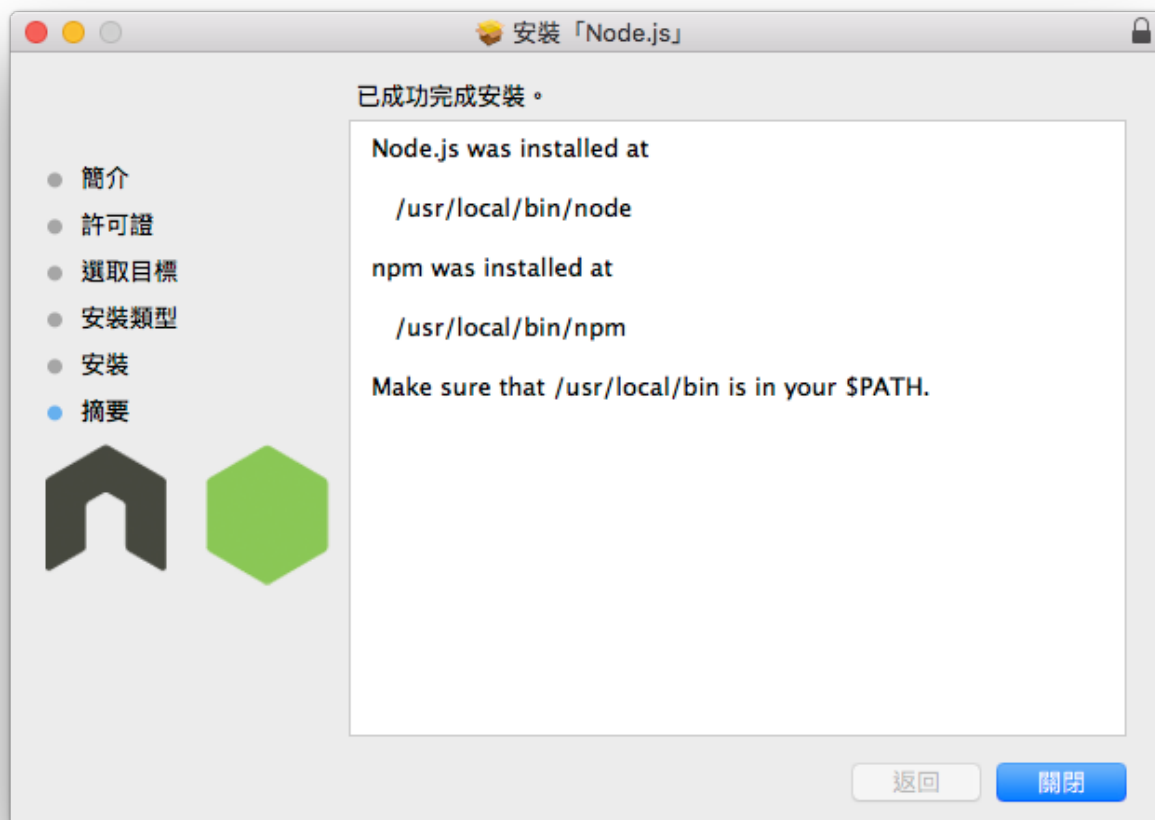 安裝「Node.js」
已成功完成安裝。
簡介
許可證
選取目標
安裝類型
安裝
摘要
Node.js was installed at
/usr/local/bin/node
npm was installed at
/usr/local/bin/npm
Make sure that /usr/local/bin is in your $PATH.
返回
關閉